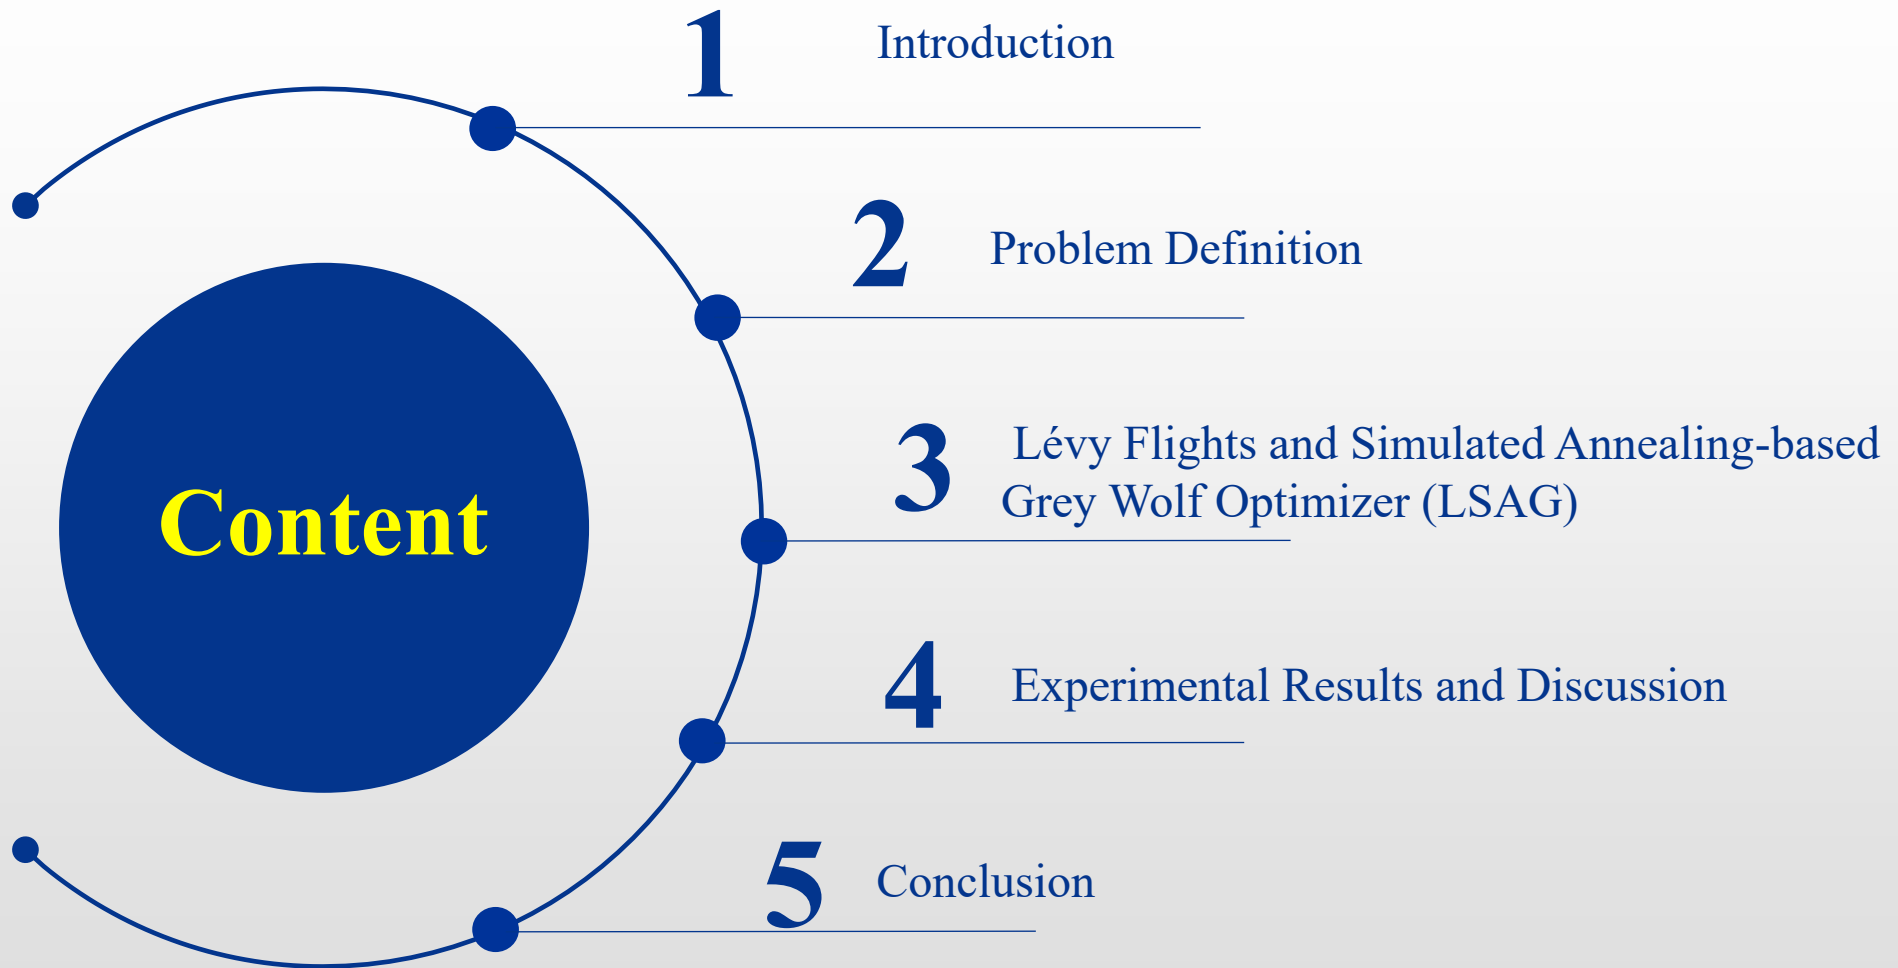 1 Introduction
2 Problem Definition
3 Lévy Flights and Simulated Annealing-based
Grey Wolf Optimizer (LSAG)
Content
4 Experimental Results and Discussion
5 Conclusion